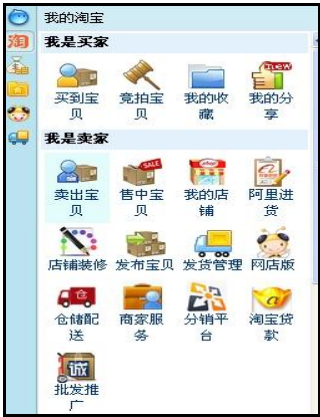 我的淘宝
淘
我是买家
买到宝
贝
竞拍宝
贝
我的收
藏
NEW
我的分
享
我是卖家
卖出宝
贝
SALE
售中宝
贝
我的店
铺
阿里进
货
店铺装修
发布宝贝
发货管理
网店版
仓
仓储配
送
商家服
务
分销平
台
淘宝贷
款
诚
批发推
广